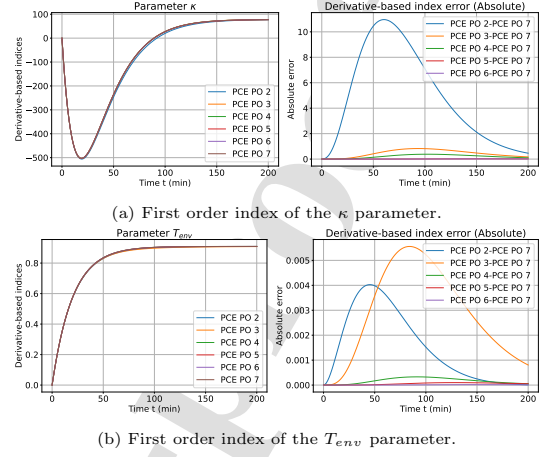 Parameter κ
Derivative-based index error (Absolute)
Derivative-based indices
100
0
−100
−200
−300
−400
−500
PCE PO 2
PCE PO 3
PCE PO 4
PCE PO 5
PCE PO 6
PCE PO 7
0
50
100
150
200
Time t (min)
Absolute error
10
8
6
4
2
0
PCE PO 2-PCE PO 7
PCE PO 3-PCE PO 7
PCE PO 4-PCE PO 7
PCE PO 5-PCE PO 7
PCE PO 6-PCE PO 7
0
50
100
150
200
Time t (min)
(a) First order index of the κ parameter.
Parameter T_env
Derivative-based index error (Absolute)
Derivative-based indices
0.8
0.6
0.4
0.2
0.0
PCE PO 2
PCE PO 3
PCE PO 4
PCE PO 5
PCE PO 6
PCE PO 7
0
50
100
150
200
Time t (min)
Absolute error
0.005
0.004
0.003
0.002
0.001
0.000
PCE PO 2-PCE PO 7
PCE PO 3-PCE PO 7
PCE PO 4-PCE PO 7
PCE PO 5-PCE PO 7
PCE PO 6-PCE PO 7
0
50
100
150
200
Time t (min)
(b) First order index of the T_env parameter.